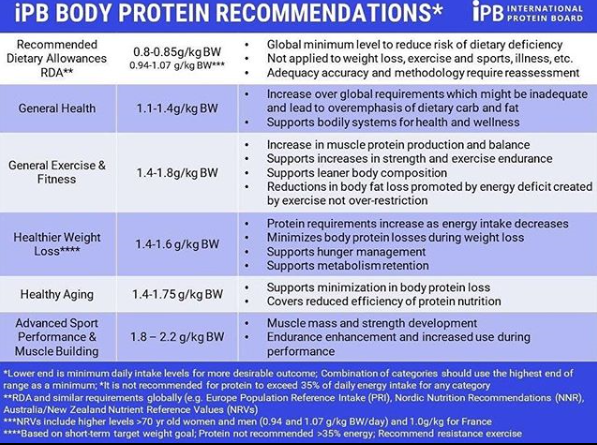 iPB BODY PROTEIN RECOMMENDATIONS*
iPB INTERNATIONAL
PROTEIN BOARD
Recommended
Dietary Allowances
RDA**
0.8-0.85g/kg BW
0.94-1.07 g/kg BW***
• Global minimum level to reduce risk of dietary deficiency
• Not applied to weight loss, exercise and sports, illness, etc.
• Adequacy accuracy and methodology require reassessment
General Health
1.1-1.4g/kg BW
• Increase over global requirements which might be inadequate
and lead to overemphasis of dietary carb and fat
• Supports bodily systems for health and wellness
General Exercise &
Fitness
1.4-1.8g/kg BW
• Increase in muscle protein production and balance
• Supports increases in strength and exercise endurance
• Supports leaner body composition
• Reductions in body fat loss promoted by energy deficit created
by exercise not over-restriction
Healthier Weight
Loss****
1.4-1.6 g/kg BW
• Protein requirements increase as energy intake decreases
• Minimizes body protein losses during weight loss
• Supports hunger management
• Supports metabolism retention
Healthy Aging
1.4-1.75g/kg BW
• Supports minimization in body protein loss
• Covers reduced efficiency of protein nutrition
Advanced Sport
Performance &
Muscle Building
1.8 – 2.2 g/kg BW
• Muscle mass and strength development
• Endurance enhancement and increased use during
performance
*Lower end is minimum daily intake levels for more desirable outcome; Combination of categories should use the highest end of
range as a minimum; *It is not recommended for protein to exceed 35% of daily energy intake for any category
**RDA and similar requirements globally (e.g. Europe Population Reference Intake (PRI), Nordic Nutrition Recommendations (NNR),
Australia/New Zealand Nutrient Reference Values (NRVs)
***NRVs include higher levels >70 yr old women and men (0.94 and 1.07 g/kg BW/day) and 1.0g/kg for France
****Based on short-term target weight goal; Protein not recommended >35% energy; Recommend resistance exercise